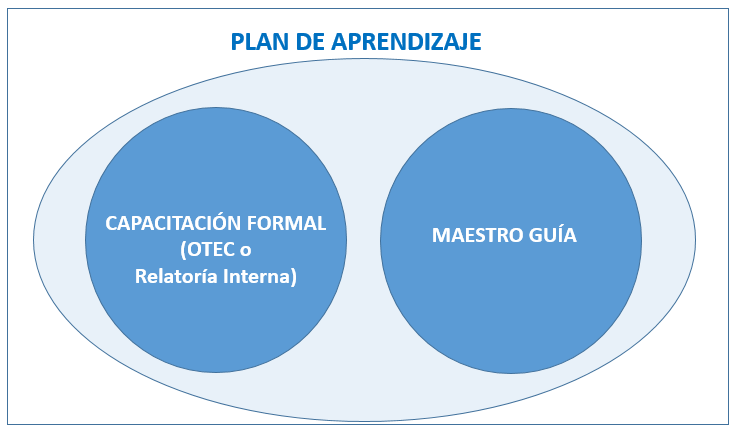 PLAN DE APRENDIZAJE
CAPACITACIÓN FORMAL
(OTEC o
Relatoría Interna)
MAESTRO GUÍA